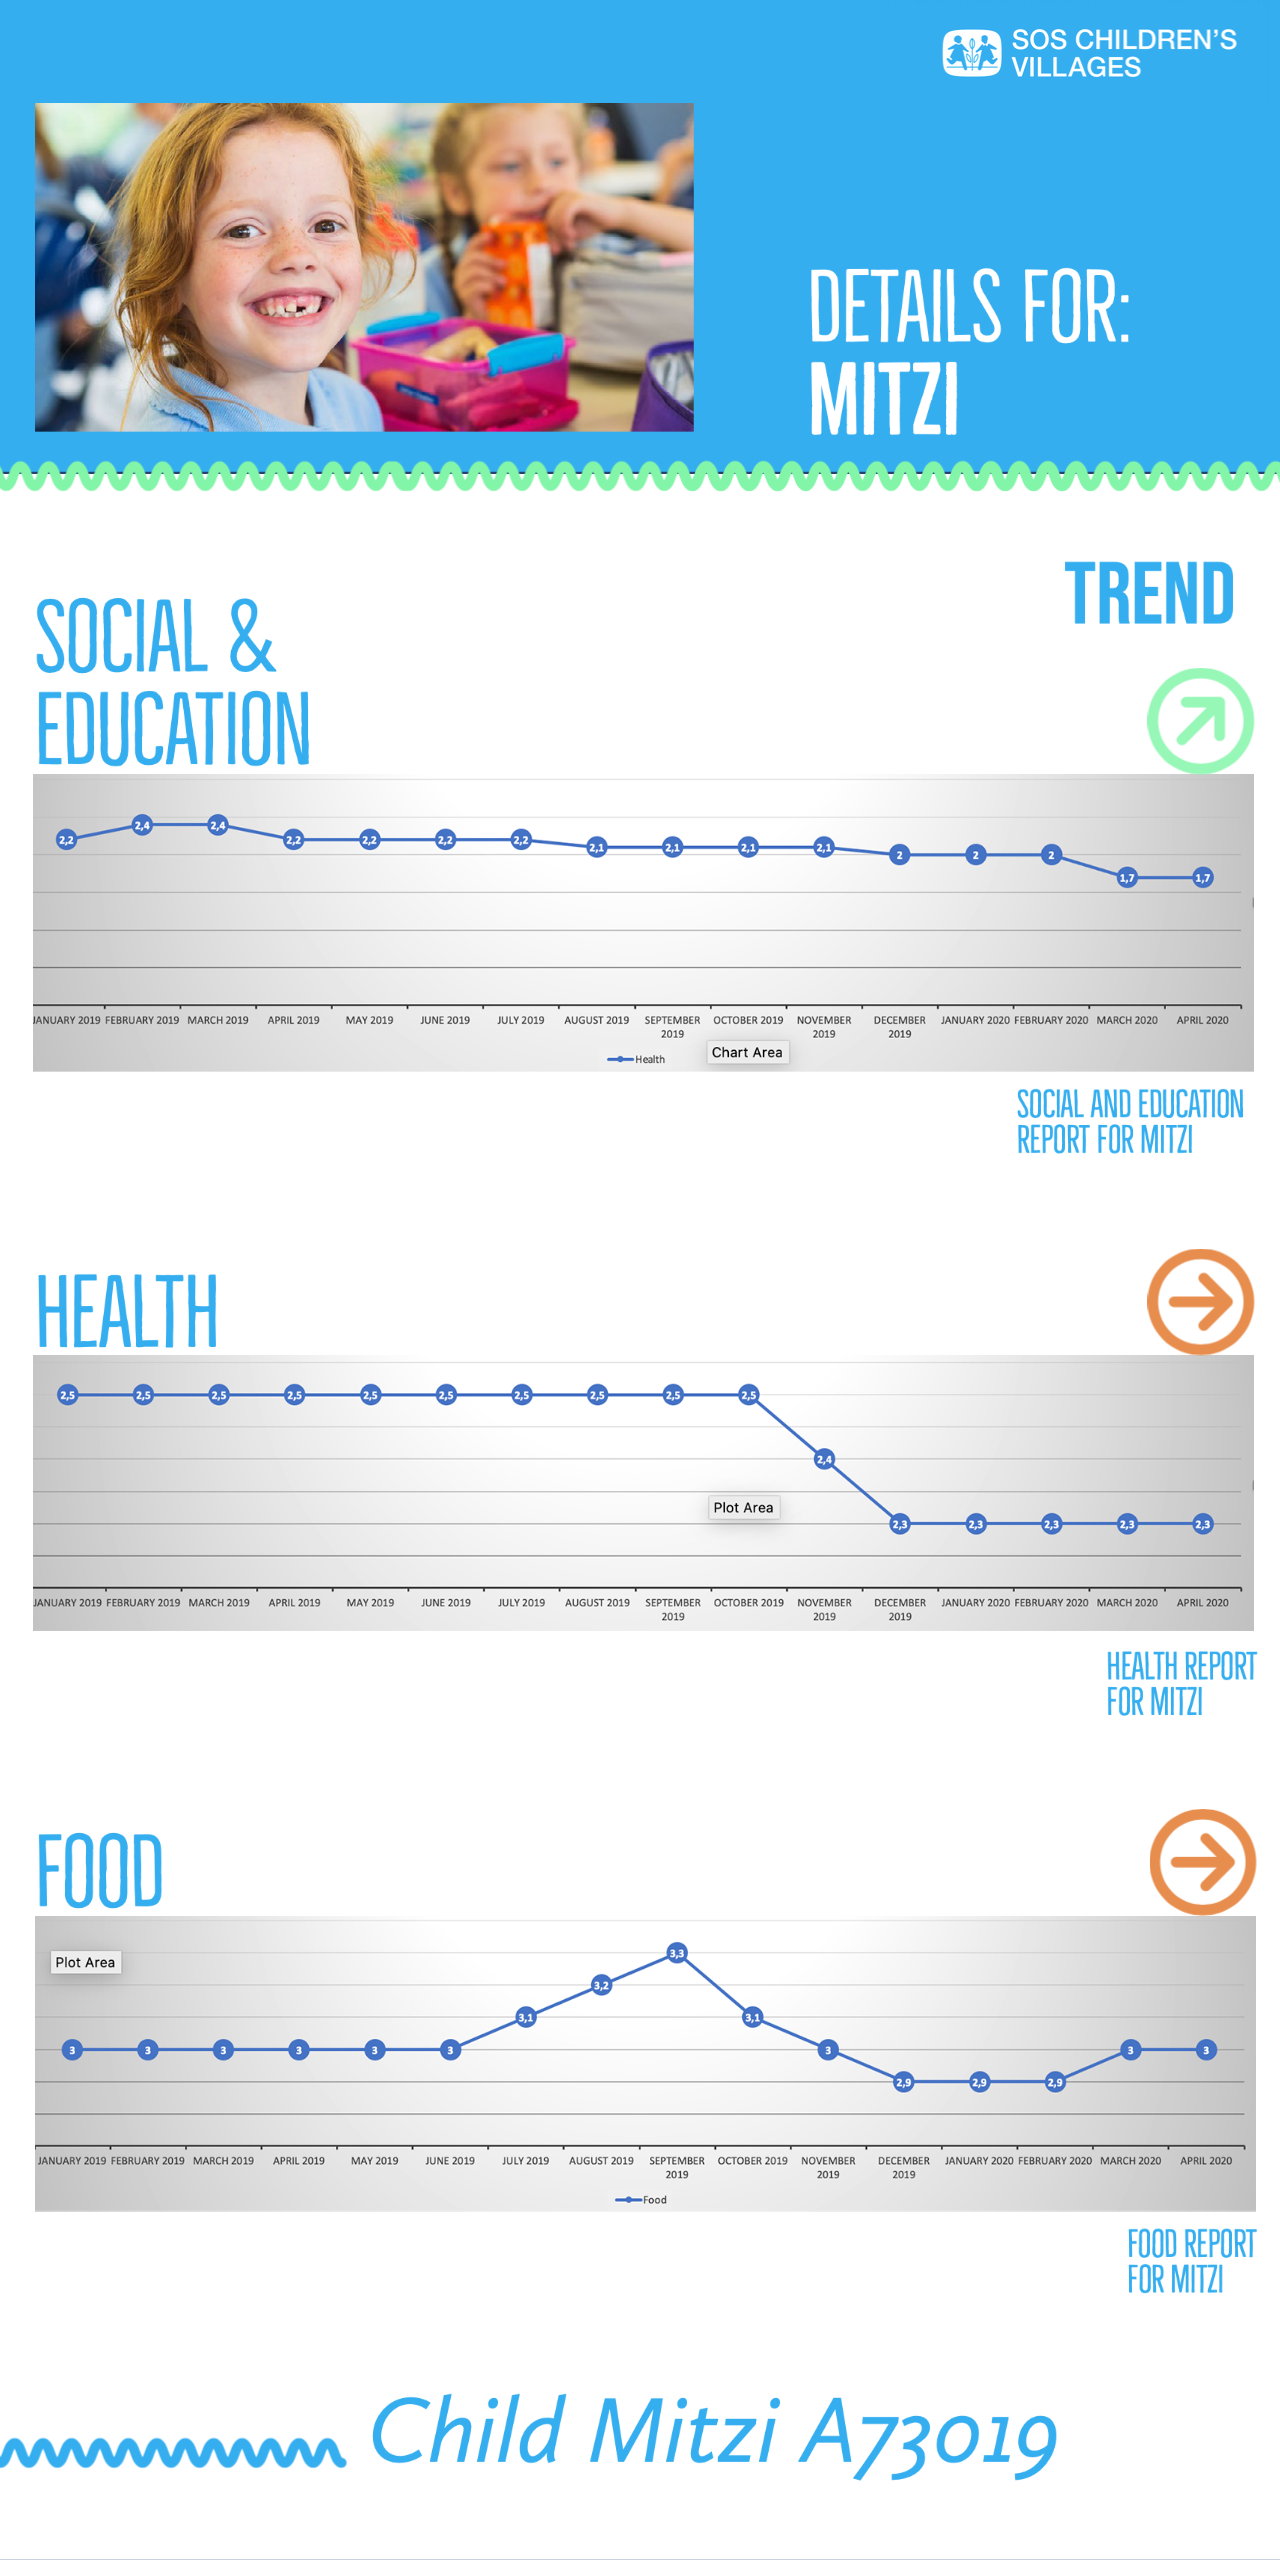 SOS CHILDREN'S
VILLAGES
DETAILS FOR:
MITZI
TREND
SOCIAL &
EDUCATION
2,2 2,4 2,4 2,2 2,2 2,2 2,2 2,1 2,1 2,1 2,1 2 2 2 1,7 1,7
JANUARY 2019 FEBRUARY 2019 MARCH 2019 APRIL 2019 MAY 2019 JUNE 2019 JULY 2019 AUGUST 2019 SEPTEMBER 2019 OCTOBER 2019 NOVEMBER 2019 DECEMBER 2019 JANUARY 2020 FEBRUARY 2020 MARCH 2020 APRIL 2020
Health
Chart Area
SOCIAL AND EDUCATION
REPORT FOR MITZI
HEALTH
2,5 2,5 2,5 2,5 2,5 2,5 2,5 2,5 2,5 2,5 2,4 2,3 2,3 2,3 2,3 2,3
Plot Area
JANUARY 2019 FEBRUARY 2019 MARCH 2019 APRIL 2019 MAY 2019 JUNE 2019 JULY 2019 AUGUST 2019 SEPTEMBER 2019 OCTOBER 2019 NOVEMBER 2019 DECEMBER 2019 JANUARY 2020 FEBRUARY 2020 MARCH 2020 APRIL 2020
HEALTH REPORT
FOR MITZI
FOOD
Plot Area
3 3 3 3 3 3 3,1 3,2 3,3 3,1 3 2,9 2,9 2,9 3 3
JANUARY 2019 FEBRUARY 2019 MARCH 2019 APRIL 2019 MAY 2019 JUNE 2019 JULY 2019 AUGUST 2019 SEPTEMBER 2019 OCTOBER 2019 NOVEMBER 2019 DECEMBER 2019 JANUARY 2020 FEBRUARY 2020 MARCH 2020 APRIL 2020
Food
FOOD REPORT
FOR MITZI
Child Mitzi A73019